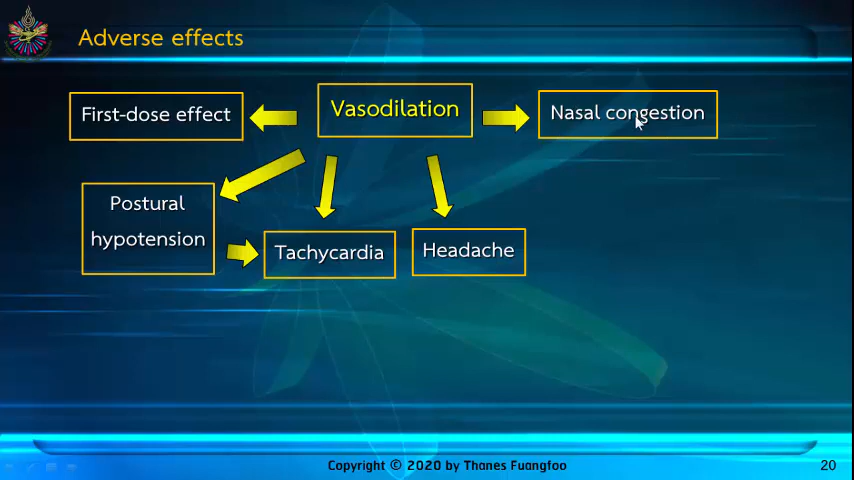 Adverse effects
First-dose effect
Vasodilation
Nasal congestion
Postural
hypotension
Tachycardia
Headache
Copyright © 2020 by Thanes Fuangfoo
20